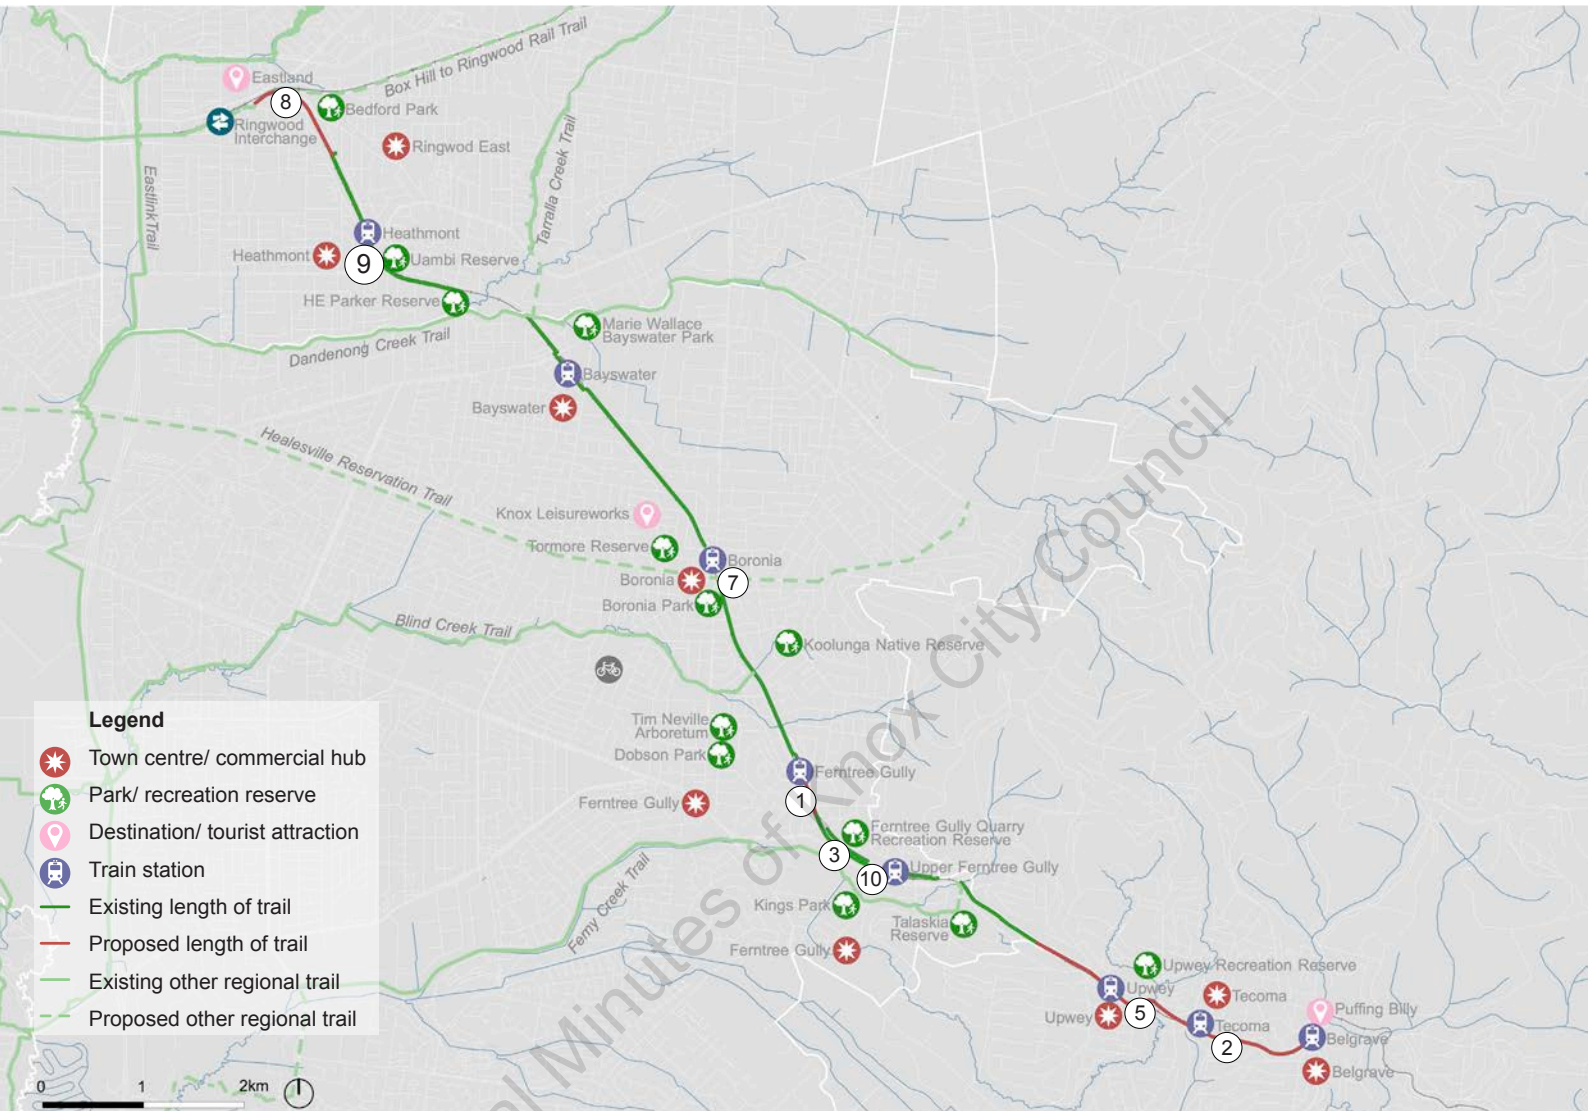 Box Hill to Ringwood Rail Trail
Eastland
8
Bedford Park
Ringwood
Interchange
Ringwod East
Tarralla Creek Trail
EastlinkTrail
Heathmont
Heathmont
9
Uambi Reserve
HE Parker Reserve
Marie Wallace
Bayswater Park
Dandenong Creek Trail
Bayswater
Bayswater
Healesville Reservation Trail
Knox Leisureworks
Tormore Reserve
Boronia
Boronia
7
Boronia Park
Blind Creek Trail
Koolunga Native Reserve
Tim Neville
Arboretum
Dobson Park
Ferntree Gully
Ferntree Gully
1
Ferntree Gully Quarry
Recreation Reserve
3
Upper Ferntree Gully
10
Kings Park
Talaskia
Reserve
Ferny Creek Trail
Ferntree Gully
Upwey Recreation Reserve
Upwey
Upwey
5
Tecoma
Tecoma
2
Puffing Billy
Belgrave
Belgrave
Legend
Town centre/ commercial hub
Park/ recreation reserve
Destination/ tourist attraction
Train station
Existing length of trail
Proposed length of trail
Existing other regional trail
Proposed other regional trail
0 1 2km
al Minutes of Knox City Council